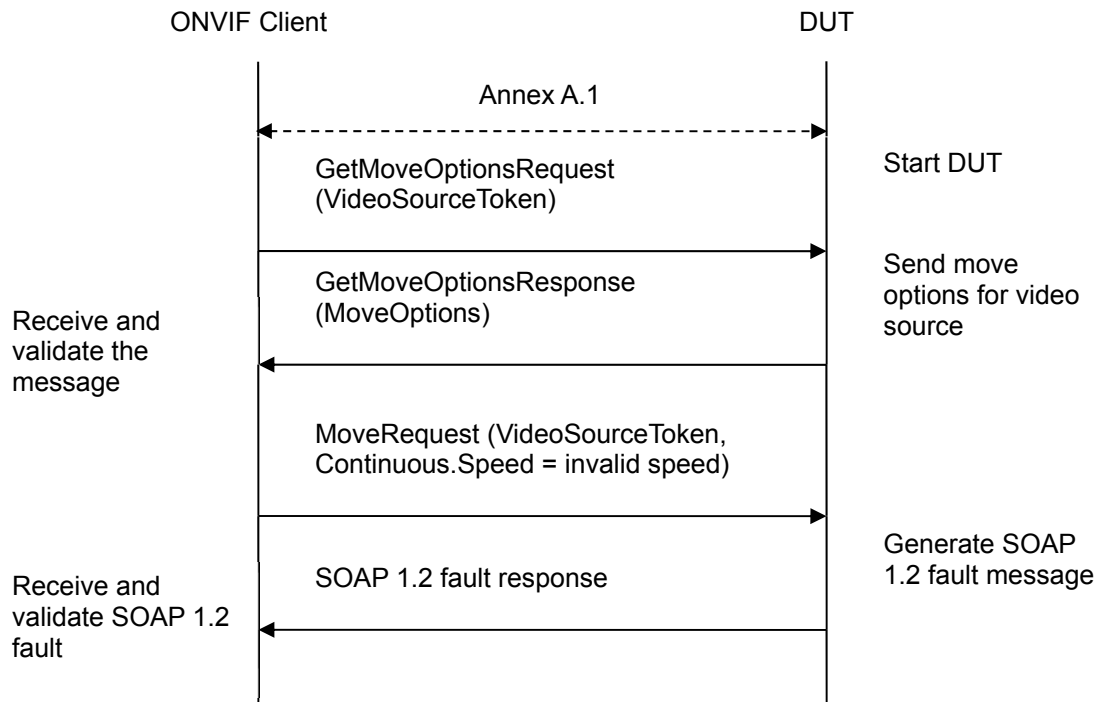 ONVIF Client
DUT
Annex A.1
GetMoveOptionsRequest
(VideoSourceToken)
Start DUT
Send move
options for video
source
GetMoveOptionsResponse
(MoveOptions)
Receive and
validate the
message
MoveRequest (VideoSourceToken,
Continuous.Speed = invalid speed)
Generate SOAP
1.2 fault message
SOAP 1.2 fault response
Receive and
validate SOAP 1.2
fault